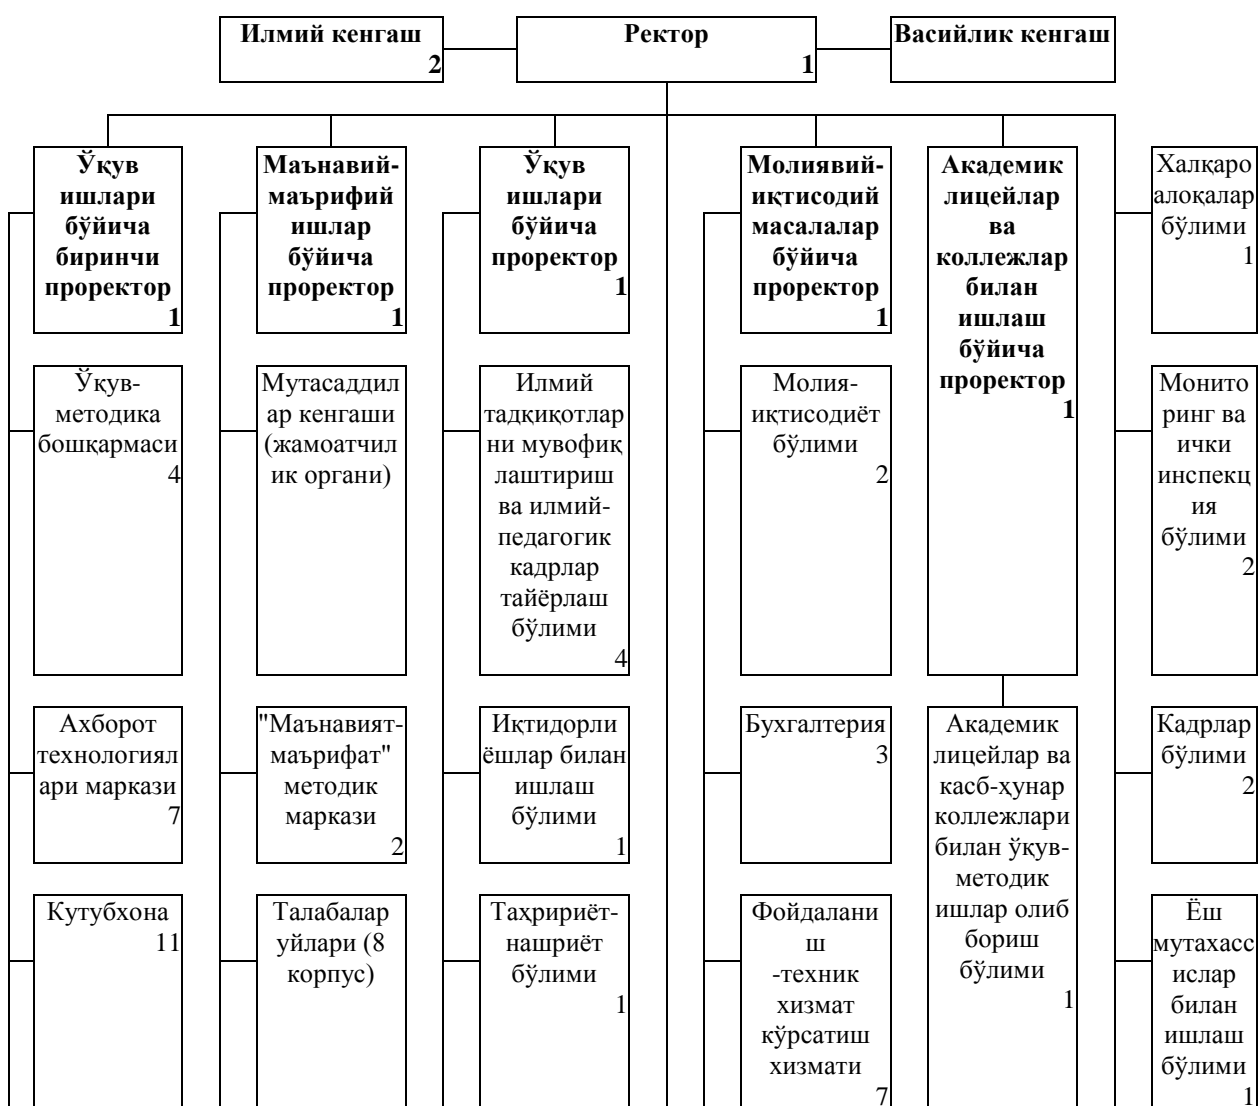 Илмий кенгаш
2
Ректор
1
Васийлик кенгаш
Ўқув
ишлари
бўйича
биринчи
проректор
1
Маънавий-
маърифий
ишлар
бўйича
проректор
1
Ўқув
ишлари
бўйича
проректор
1
Молиявий-
иқтисодий
масалалар
бўйича
проректор
1
Академик
лицейлар
ва
коллежлар
билан
ишлаш
бўйича
проректор
1
Халқаро
алоқалар
бўлими
1
Ўқув-
методика
бошқармаси
4
Мутасаддил
ар кенгаши
(жамоатчил
ик органи)
Илмий
тадқиқотлар
ни мувофиқ
лаштириш
ва илмий-
педагогик
кадрлар
тайёрлаш
бўлими
4
Молия-
иқтисодиёт
бўлими
2
Монито
ринг ва
ички
инспекц
ия
бўлими
2
Ахборот
технологиял
ари маркази
7
"Маънавият-
маърифат"
методик
маркази
2
Иқтидорли
ёшлар билан
ишлаш
бўлими
1
Бухгалтерия
3
Академик
лицейлар ва
касб-ҳунар
коллежлари
билан ўқув-
методик
ишлар олиб
бориш
бўлими
1
Кадрлар
бўлими
2
Кутубхона
11
Талабалар
уйлари (8
корпус)
Таҳририёт-
нашриёт
бўлими
1
Фойдалани
ш
-техник
хизмат
кўрсатиш
хизмати
7
Ёш
мутахасс
ислар
билан
ишлаш
бўлими
1